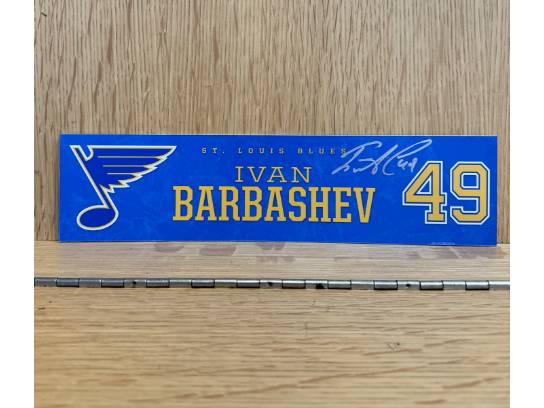 ST. LOUIS BLUES
IVAN
BARBASHEV
49